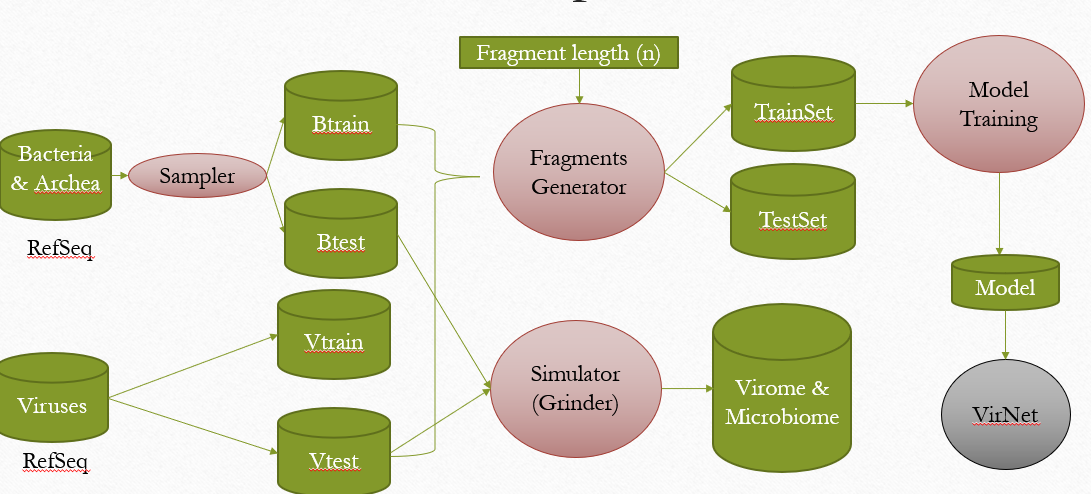 Fragment length (n)
Bacteria
& Archea
RefSeq
Sampler
Btrain
Btest
Vtrain
Vtest
Viruses
RefSeq
Fragments
Generator
Simulator
(Grinder)
TrainSet
TestSet
Virome &
Microbiome
Model
Training
Model
VirNet